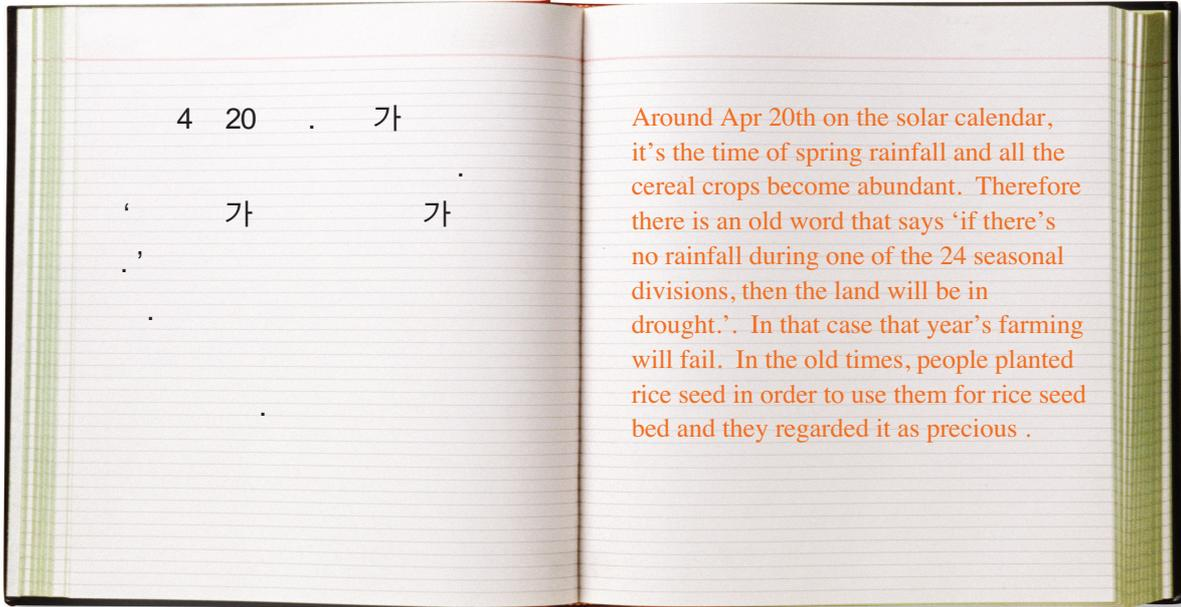 4 20 . 가
.
‘ 가 가
. ’
.
.
Around Apr 20th on the solar calendar,
it’s the time of spring rainfall and all the
cereal crops become abundant.  Therefore
there is an old word that says ‘if there’s
no rainfall during one of the 24 seasonal
divisions, then the land will be in
drought.’.  In that case that year’s farming
will fail.  In the old times, people planted
rice seed in order to use them for rice seed
bed and they regarded it as precious .